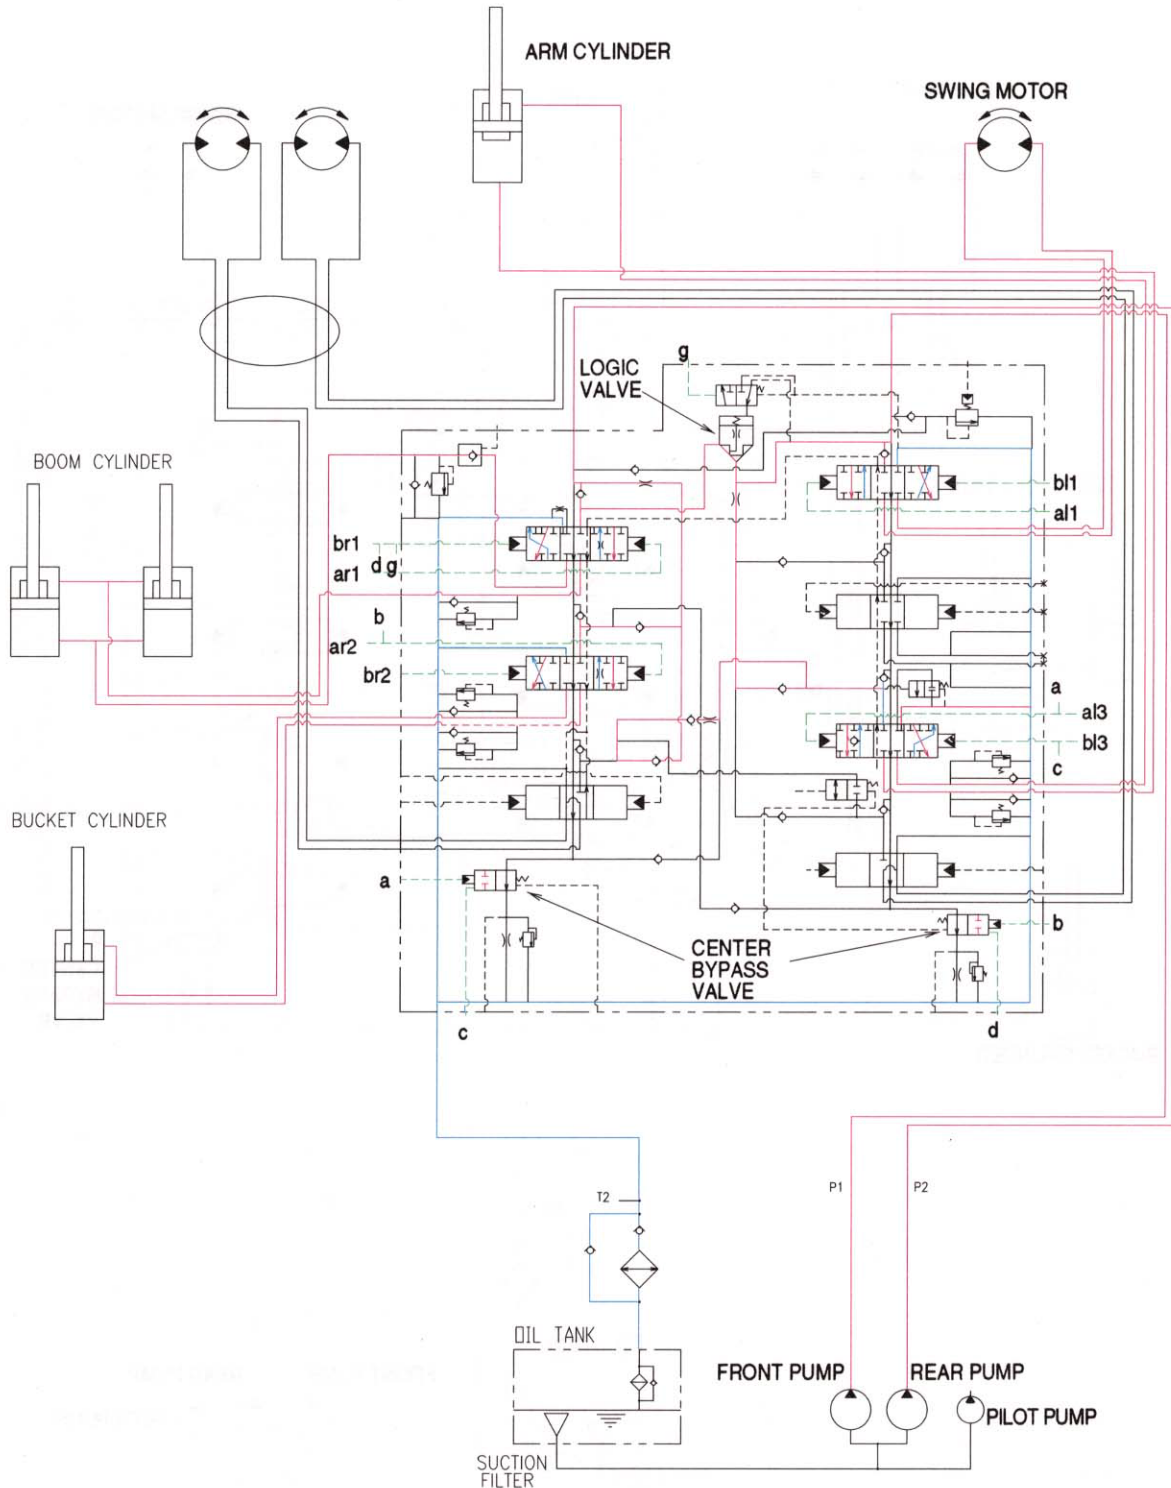 ARM CYLINDER
SWING MOTOR
g
LOGIC
VALVE
BOOM CYLINDER
bl1
al1
br1
d g
ar1
b
ar2
br2
a
al3
bl3
c
BUCKET CYLINDER
a
b
CENTER
BYPASS
VALVE
c
d
T2
P1
P2
OIL TANK
FRONT PUMP
REAR PUMP
PILOT PUMP
SUCTION
FILTER